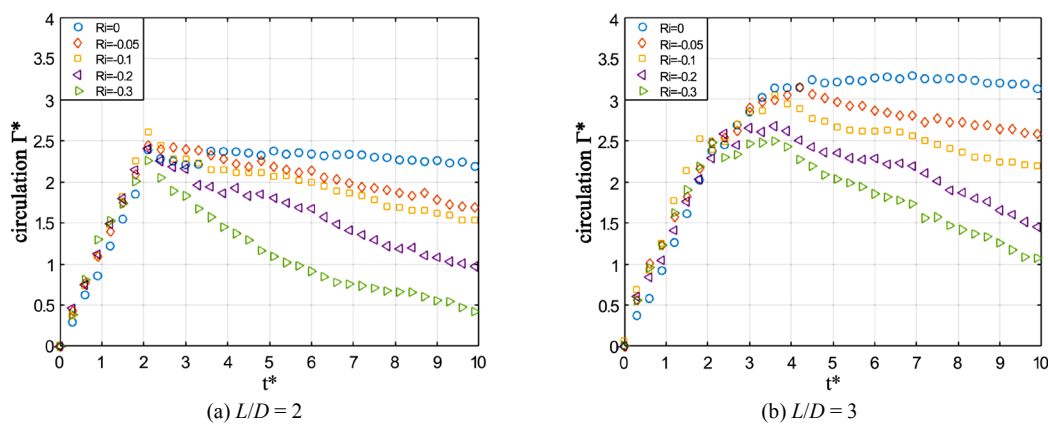 4
3.5
3
2.5
2
1.5
1
0.5
0
circulation Γ*
Ri=0
Ri=-0.05
Ri=-0.1
Ri=-0.2
Ri=-0.3
0 1 2 3 4 5 6 7 8 9 10
t*
(a) L/D = 2
4
3.5
3
2.5
2
1.5
1
0.5
0
circulation Γ*
Ri=0
Ri=-0.05
Ri=-0.1
Ri=-0.2
Ri=-0.3
0 1 2 3 4 5 6 7 8 9 10
t*
(b) L/D = 3